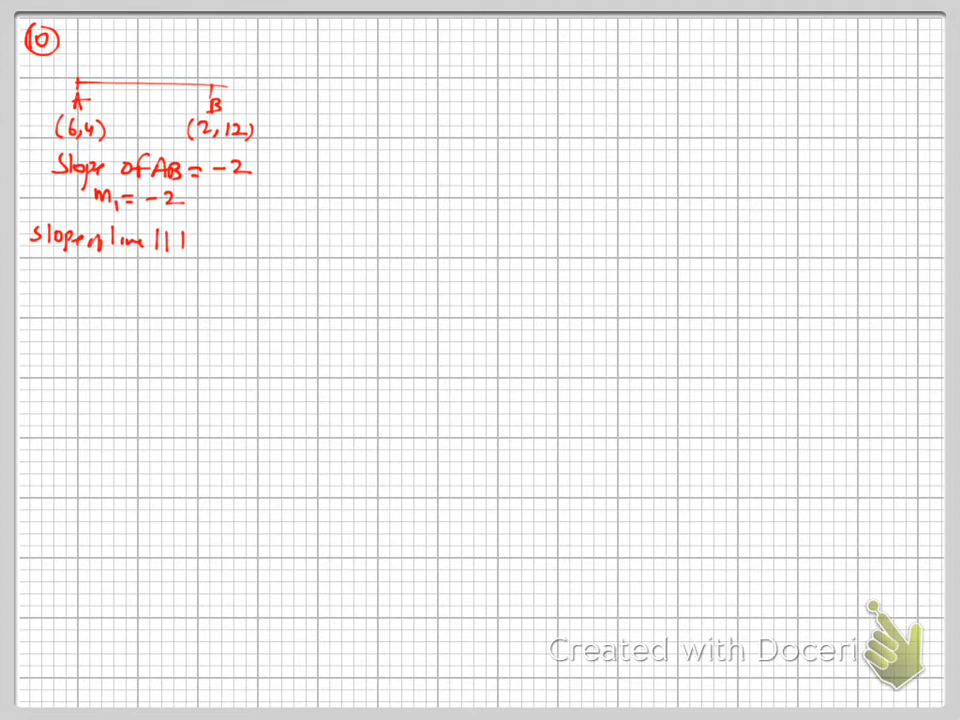 10
A B
(6,4) (2,12)
Slope of AB = -2
m₁ = -2
slope of line |||
Created with Doceri